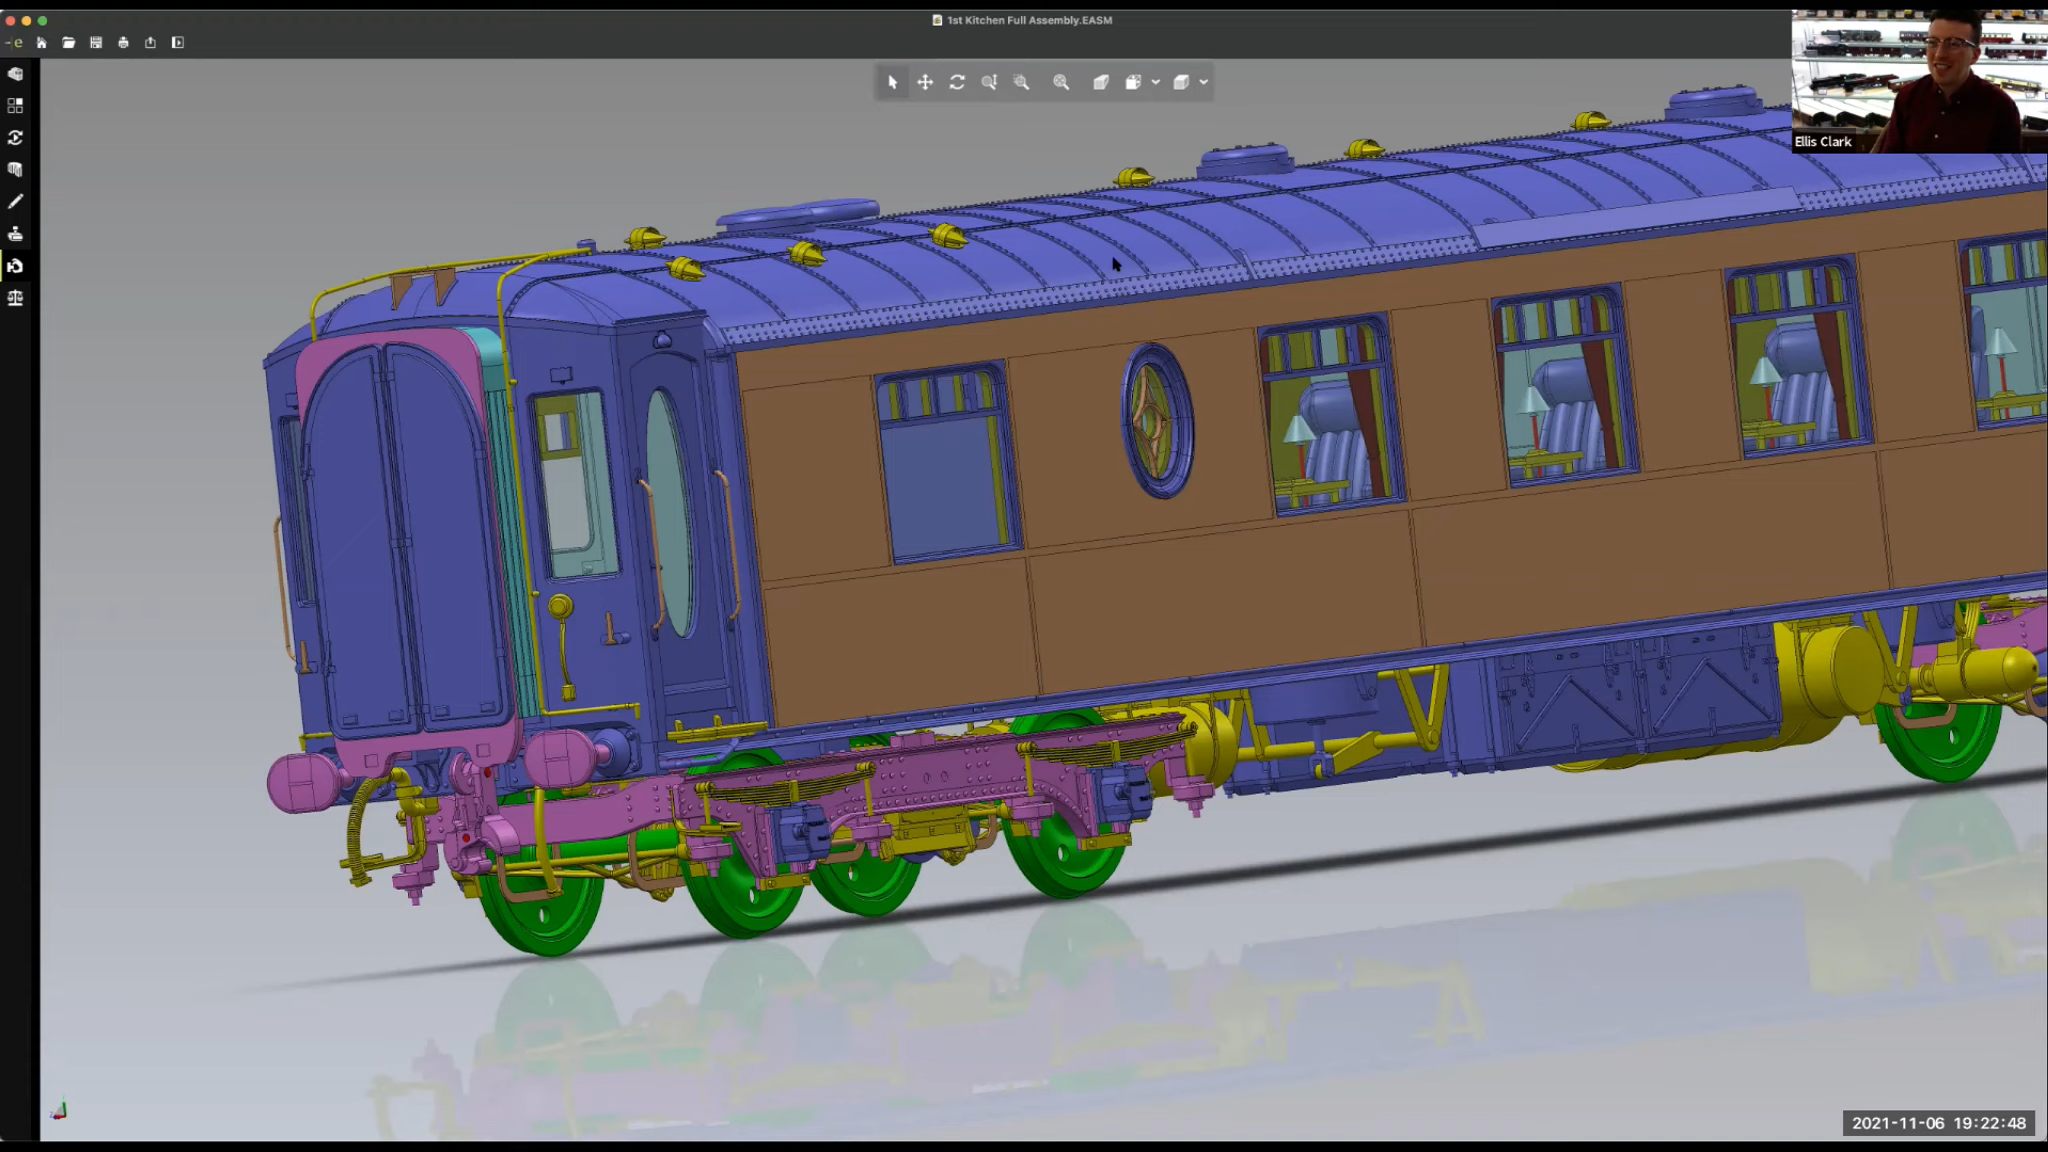 1st Kitchen Full Assembly.EASM
e
Ellis Clark
2021-11-06 19:22:48